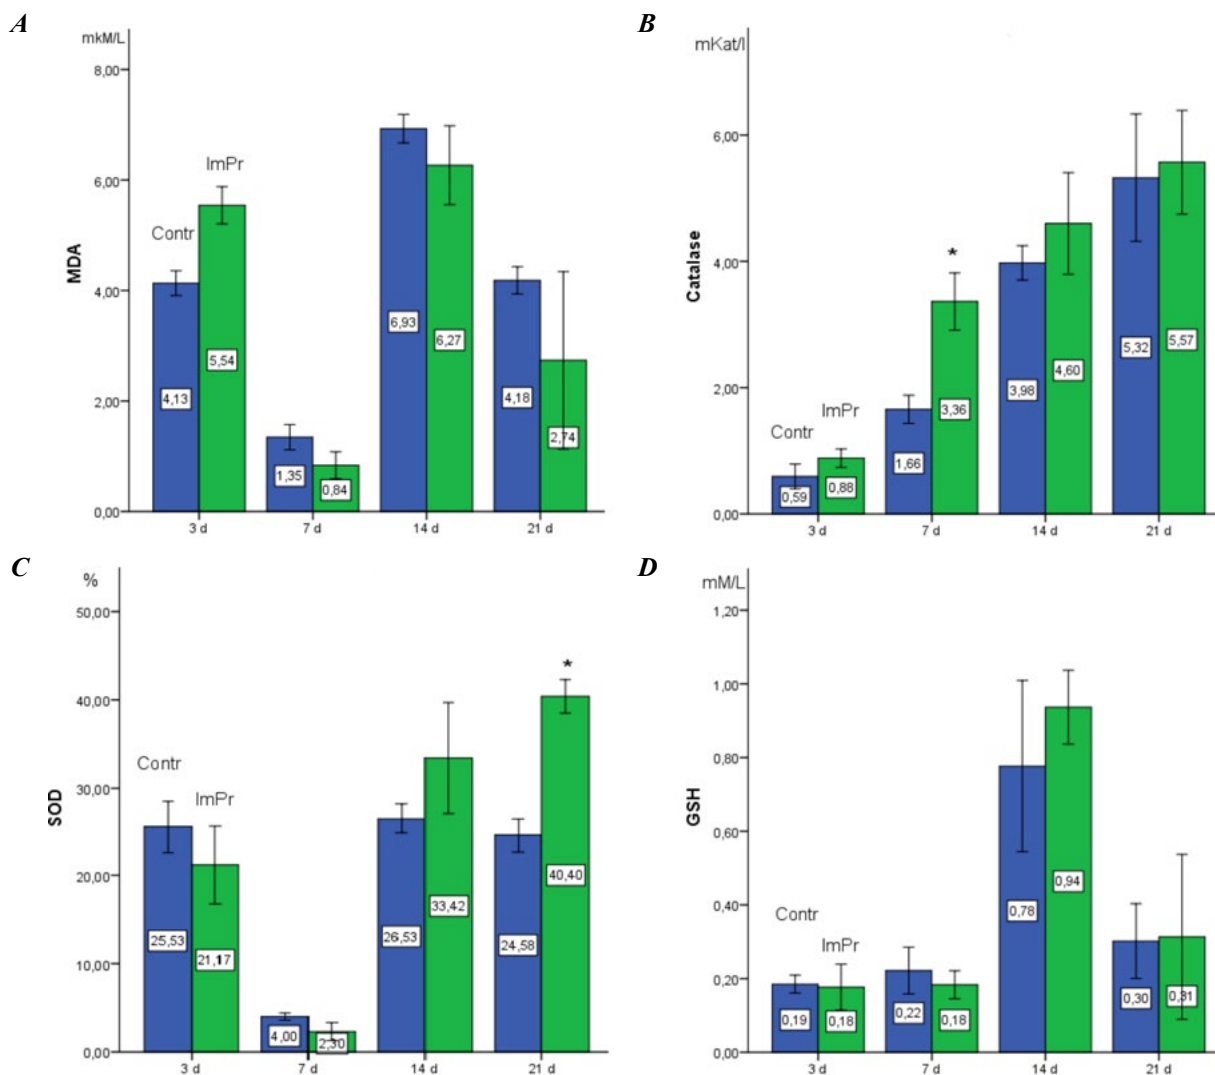 A
mkM/L
8,00
6,00
4,00
2,00
0,00
MDA
Contr
ImPr
4,13
5,54
1,35
0,84
6,93
6,27
4,18
2,74
3 d
7 d
14 d
21 d
B
mKat/l
6,00
4,00
2,00
0,00
Catalase
Contr
ImPr
*
0,59
0,88
1,66
3,36
3,98
4,60
5,32
5,57
3 d
7 d
14 d
21 d
C
%
50,00
40,00
30,00
20,00
10,00
0,00
SOD
Contr
ImPr
*
25,53
21,17
4,00
2,30
26,53
33,42
24,58
40,40
3 d
7 d
14 d
21 d
D
mM/L
1,20
1,00
0,80
0,60
0,40
0,20
0,00
GSH
Contr
ImPr
0,19
0,18
0,22
0,18
0,78
0,94
0,30
0,31
3 d
7 d
14 d
21 d